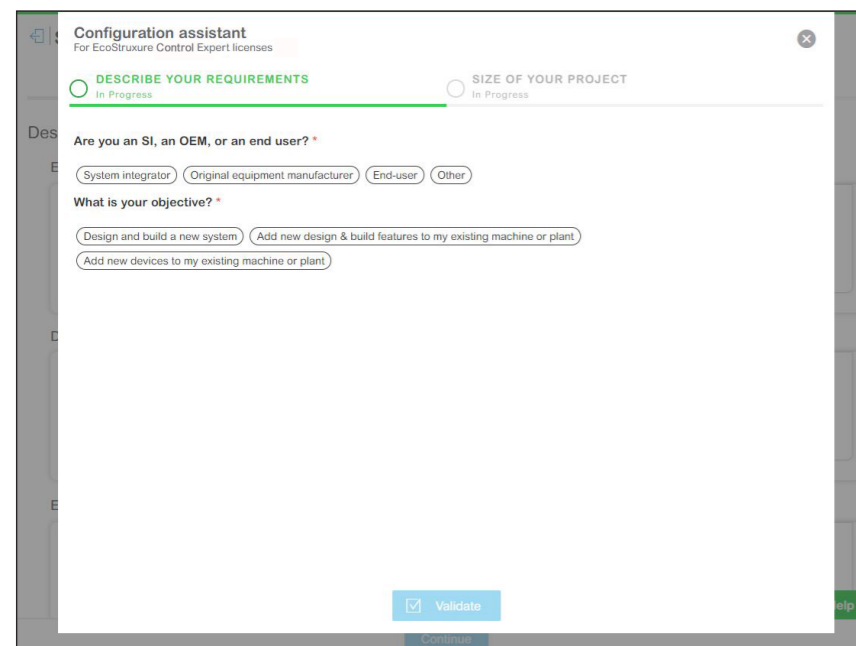 Configuration assistant
For EcoStruxure Control Expert licenses
DESCRIBE YOUR REQUIREMENTS
In Progress
SIZE OF YOUR PROJECT
In Progress
Des
Are you an SI, an OEM, or an end user? *
System integrator Original equipment manufacturer End-user Other
What is your objective? *
Design and build a new system Add new design & build features to my existing machine or plant
Add new devices to my existing machine or plant
D
E
Validate
elp
Continue